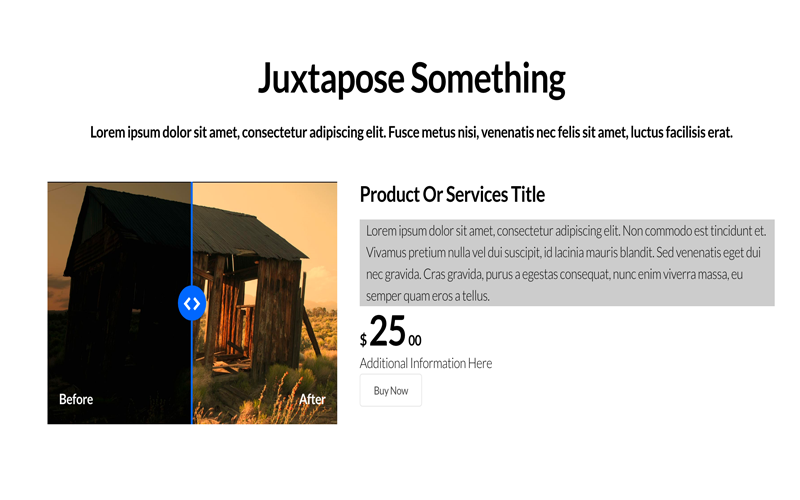 Juxtapose Something
Lorem ipsum dolor sit amet, consectetur adipiscing elit. Fusce metus nisi, venenatis nec felis sit amet, luctus facilisis erat.
Before
After
Product Or Services Title
Lorem ipsum dolor sit amet, consectetur adipiscing elit. Non commodo est tincidunt et.
Vivamus pretium nulla vel dui suscipit, id lacinia mauris blandit. Sed venenatis eget dui
nec gravida. Cras gravida, purus a egestas consequat, nunc enim viverra massa, eu
semper quam eros a tellus.
$ 25 00
Additional Information Here
Buy Now